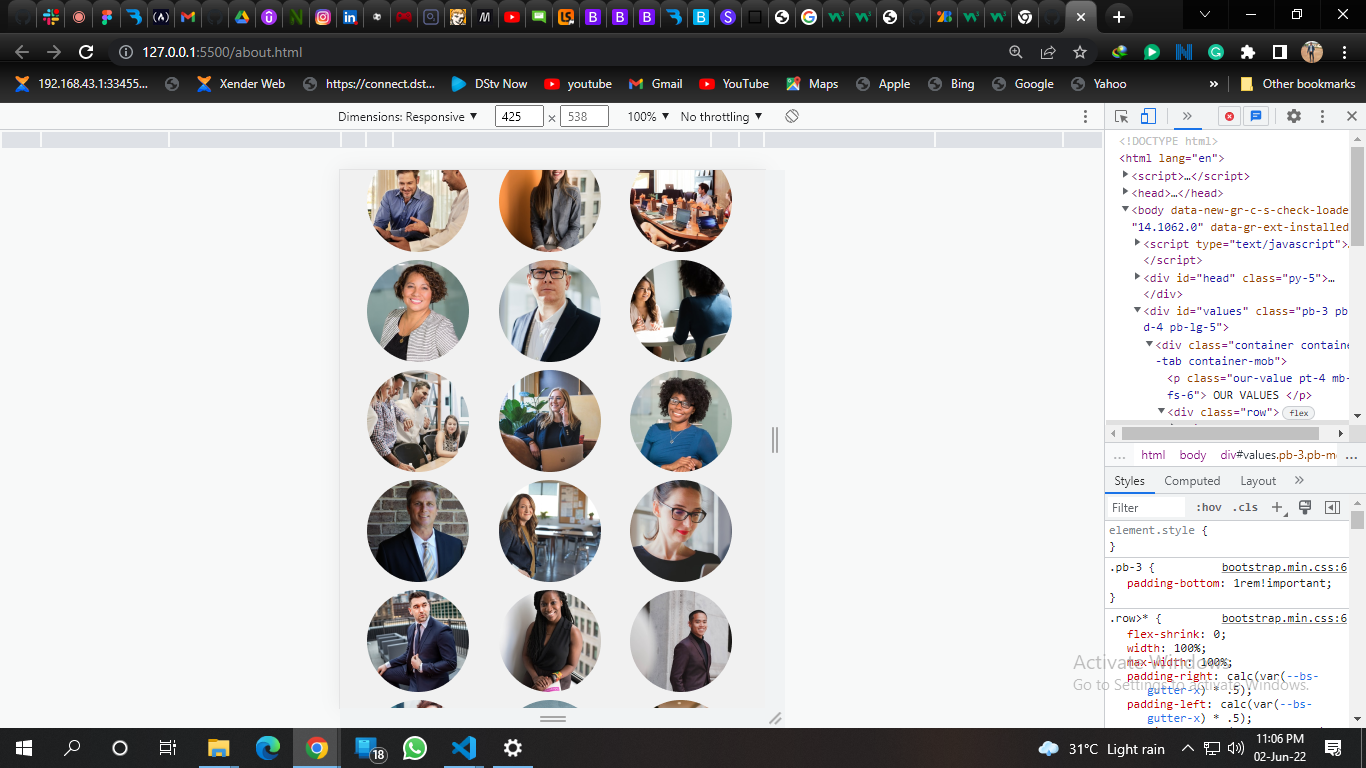 127.0.0.1:5500/about.html
192.168.43.1:33455... Xender Web https://connect.dst... DStv Now youtube Gmail YouTube Maps Apple Bing Google Yahoo » Other bookmarks
Dimensions: Responsive ▼ 425 × 538 100% ▼ No throttling ▼
<!DOCTYPE html>
<html lang="en">
<script>…</script>
<head>…</head>
<body data-new-gr-c-s-check-loade
"14.1062.0" data-gr-ext-installed
<script type="text/javascript">
</script>
<div id="head" class="py-5">…
</div>
<div id="values" class="pb-3 pb
d-4 pb-lg-5">
<div class="container containe
-tab container-mob">
<p class="our-value pt-4 mb-
fs-6"> OUR VALUES </p>
<div class="row"> flex
... html body div#values.pb-3.pb-m ...
Styles Computed Layout »
Filter :hov .cls +
element.style {
}
.pb-3 { bootstrap.min.css:6
padding-bottom: 1rem!important;
}
.row>* { bootstrap.min.css:6
flex-shrink: 0;
width: 100%;
max-width: 100%;
padding-right: calc(var(--bs-
gutter-x) * .5);
padding-left: calc(var(--bs-
gutter-x) * .5);
Activate Windows
Go to Settings to activate Windows.
18
31°C Light rain
11:06 PM
02-Jun-22